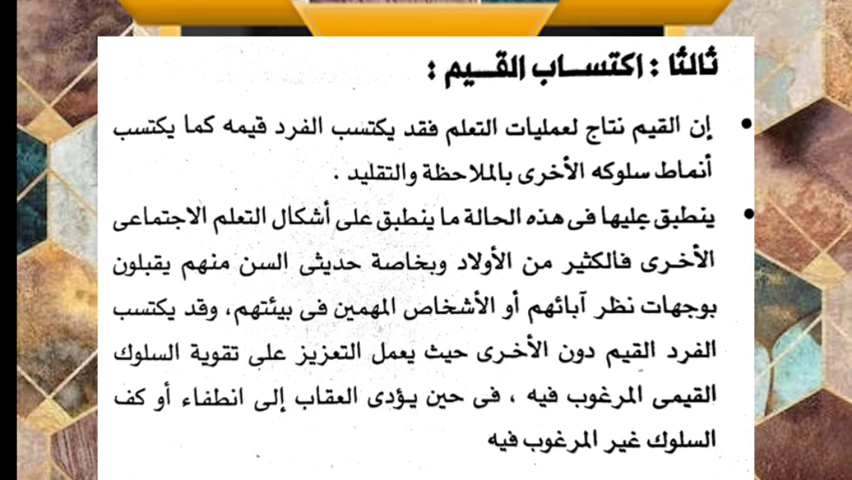 ثالثا : اكتساب القيم :
• إن القيم نتاج لعمليات التعلم فقد يكتسب الفرد قيمه كما يكتسب
أنماط سلوكه الأخرى بالملاحظة والتقليد .
• ينطبق عليها فى هذه الحالة ما ينطبق على أشكال التعلم الاجتماعى
الأخرى فالكثير من الأولاد وبخاصة حديثى السن منهم يقبلون
بوجهات نظر آبائهم أو الأشخاص المهمين فى بيئتهم، وقد يكتسب
الفرد القيم دون الأخرى حيث يعمل التعزيز على تقوية السلوك
القيمى المرغوب فيه ، فى حين يؤدى العقاب إلى انطفاء أو كف
السلوك غير المرغوب فيه